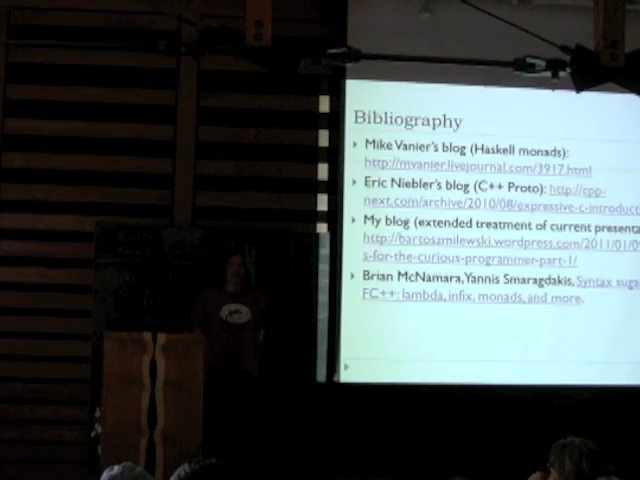 Bibliography
Mike Vanier's blog (Haskell monads):
http://mvanier.livejournal.com/3917.html
Eric Niebler's blog (C++ Proto): http://cpp-
next.com/archive/2010/08/expressive-c-introduct
My blog (extended treatment of current presenta
http://bartoszmilewski.wordpress.com/2011/01/0
s-for-the-curious-programmer-part-1/
Brian McNamara, Yannis Smaragdakis, Syntax suga
FC++: lambda, infix, monads, and more.